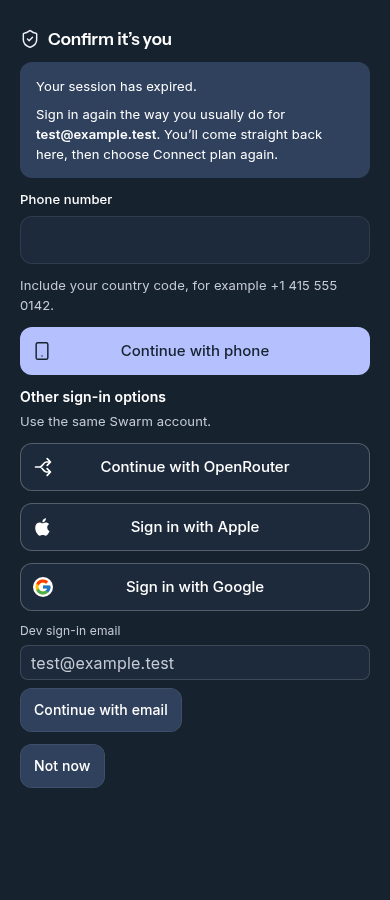 Confirm it’s you
Your session has expired.
Sign in again the way you usually do for
test@example.test. You’ll come straight back
here, then choose Connect plan again.
Phone number
Include your country code, for example +1 415 555
0142.
Continue with phone
Other sign-in options
Use the same Swarm account.
Continue with OpenRouter
Sign in with Apple
Sign in with Google
Dev sign-in email
test@example.test
Continue with email
Not now